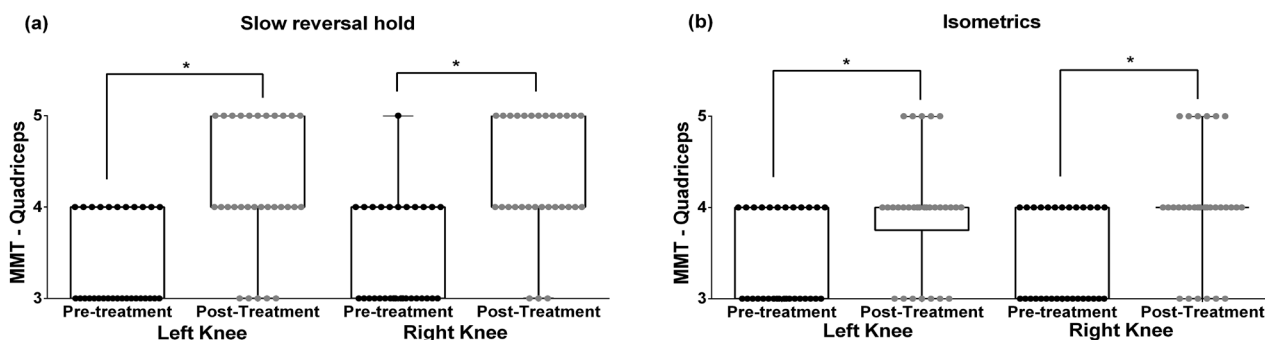 (a)
Slow reversal hold
*
*
MMT - Quadriceps
5
4
3
Pre-treatment Post-Treatment Pre-treatment Post-Treatment
Left Knee Right Knee
(b)
Isometrics
*
*
MMT - Quadriceps
5
4
3
Pre-treatment Post-Treatment Pre-treatment Post-Treatment
Left Knee Right Knee